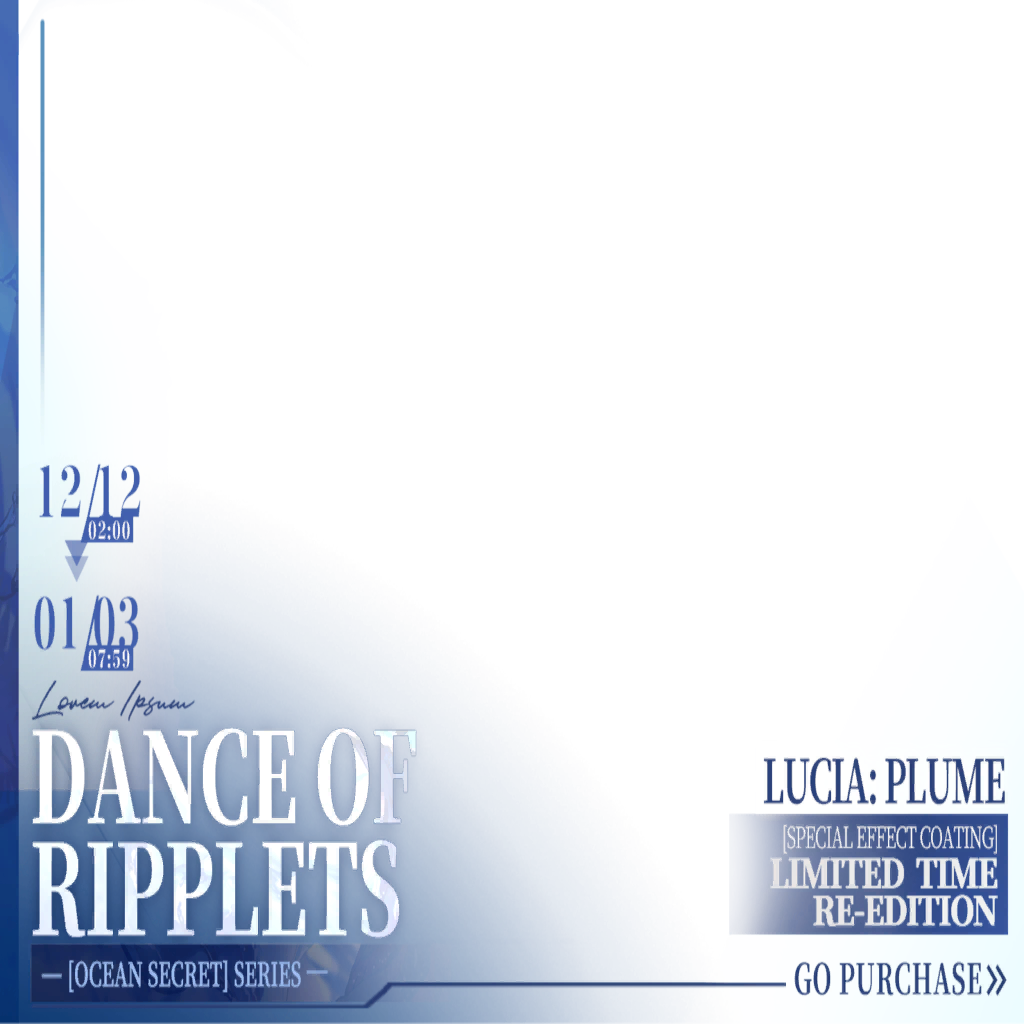 12/12
02:00
01/03
07:59
Lorem Ipsum
DANCE OF
RIPPLETS
— [OCEAN SECRET] SERIES —
LUCIA: PLUME
[SPECIAL EFFECT COATING]
LIMITED TIME
RE-EDITION
GO PURCHASE»